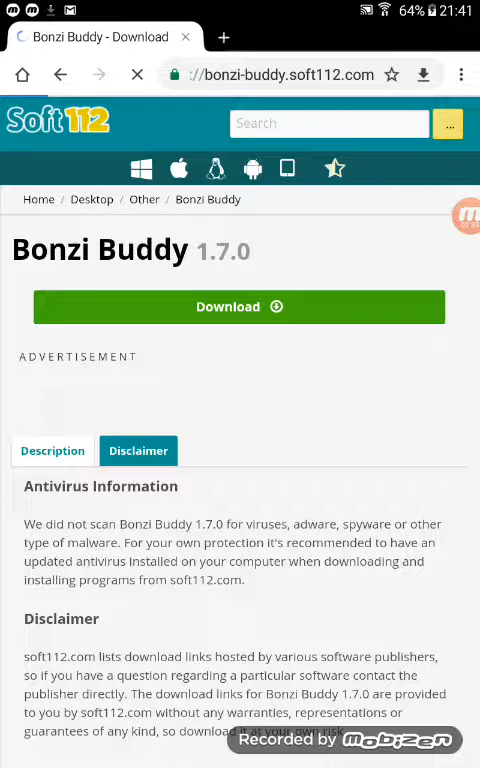 64% 21:41
Bonzi Buddy - Download
://bonzi-buddy.soft112.com
Soft112
Search
...
Home / Desktop / Other / Bonzi Buddy
Bonzi Buddy 1.7.0
Download
ADVERTISEMENT
Description Disclaimer
Antivirus Information
We did not scan Bonzi Buddy 1.7.0 for viruses, adware, spyware or other
type of malware. For your own protection it's recommended to have an
updated antivirus installed on your computer when downloading and
installing programs from soft112.com.
Disclaimer
soft112.com lists download links hosted by various software publishers,
so if you have a question regarding a particular software contact the
publisher directly. The download links for Bonzi Buddy 1.7.0 are provided
to you by soft112.com without any warranties, representations or
guarantees of any kind, so download it at your own risk
Recorded by mobizen